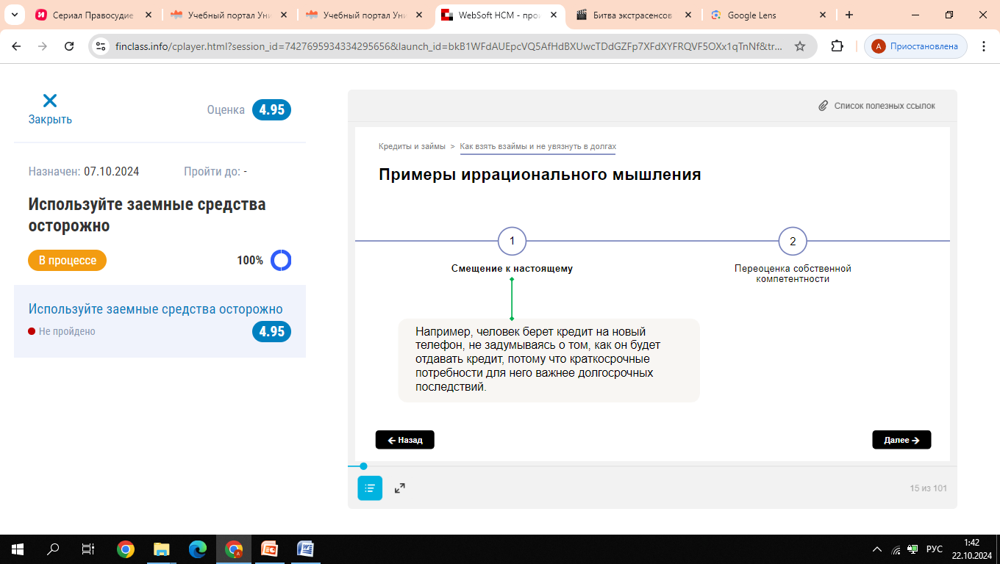 Сериал Правосудие
Учебный портал Уни
Учебный портал Уни
WebSoft HCM - прои
Битва экстрасенсов
Google Lens
finclass.info/cplayer.html?session_id=7427695934334295656&launch_id=bkB1WFdAUEpcVQ5AfHdBXUwcTDdGZFp7XFdXYFRQVF5OXx1qTnNf&tr...
А
Приостановлена
Закрыть
Оценка 4.95
Назначен: 07.10.2024 Пройти до: -
Используйте заемные средства
осторожно
В процессе 100%
Используйте заемные средства осторожно
Не пройдено 4.95
Список полезных ссылок
Кредиты и займы > Как взять взаймы и не увязнуть в долгах
Примеры иррационального мышления
1
Смещение к настоящему
2
Переоценка собственной
компетентности
Например, человек берет кредит на новый
телефон, не задумываясь о том, как он будет
отдавать кредит, потому что краткосрочные
потребности для него важнее долгосрочных
последствий.
Назад
Далее
15 из 101
РУС
1:42
22.10.2024